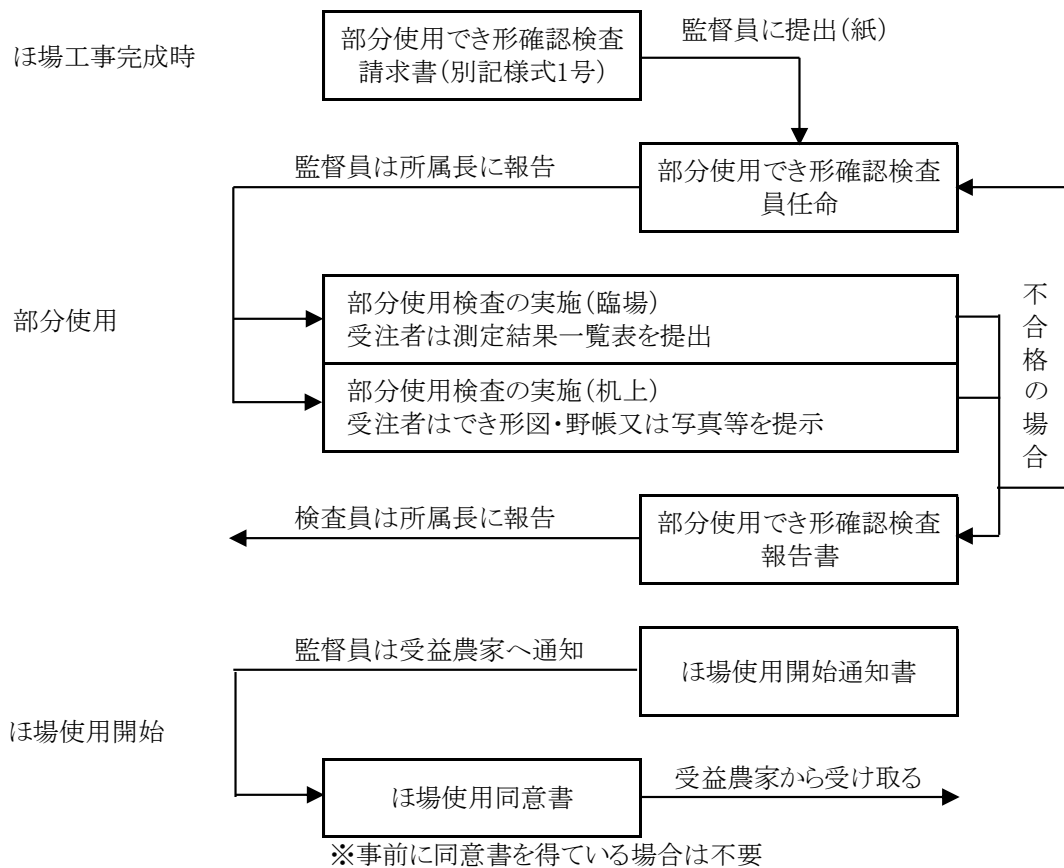 部分使用でき形確認検査
請求書(別記様式1号)
監督員に提出(紙)
ほ場工事完成時
監督員は所属長に報告
部分使用でき形確認検査
員任命
部分使用
部分使用検査の実施(臨場)
受注者は測定結果一覧表を提出
部分使用検査の実施(机上)
受注者はでき形図・野帳又は写真等を提示
不合格の場合
検査員は所属長に報告
部分使用でき形確認検査
報告書
監督員は受益農家へ通知
ほ場使用開始通知書
ほ場使用開始
ほ場使用同意書
受益農家から受け取る
※事前に同意書を得ている場合は不要